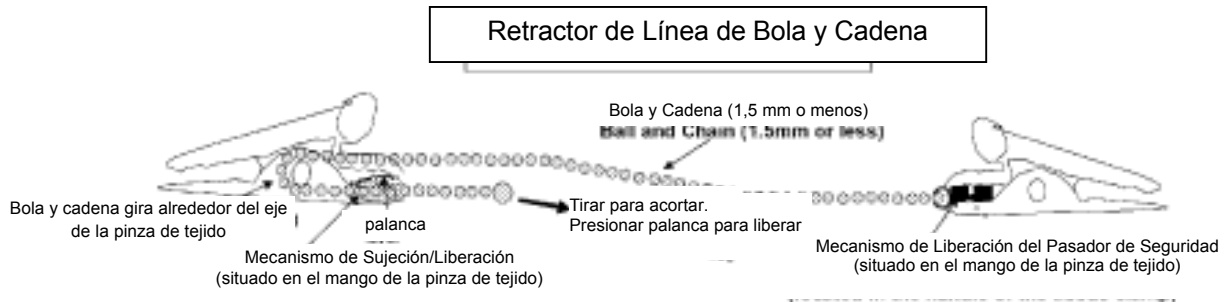 Retractor de Línea de Bola y Cadena
Bola y Cadena (1,5 mm o menos)
Ball and Chain (1.5mm or less)
Bola y cadena gira alrededor del eje
de la pinza de tejido
palanca
Tirar para acortar.
Presionar palanca para liberar
Mecanismo de Sujeción/Liberación
(situado en el mango de la pinza de tejido)
Mecanismo de Liberación del Pasador de Seguridad
(situado en el mango de la pinza de tejido)